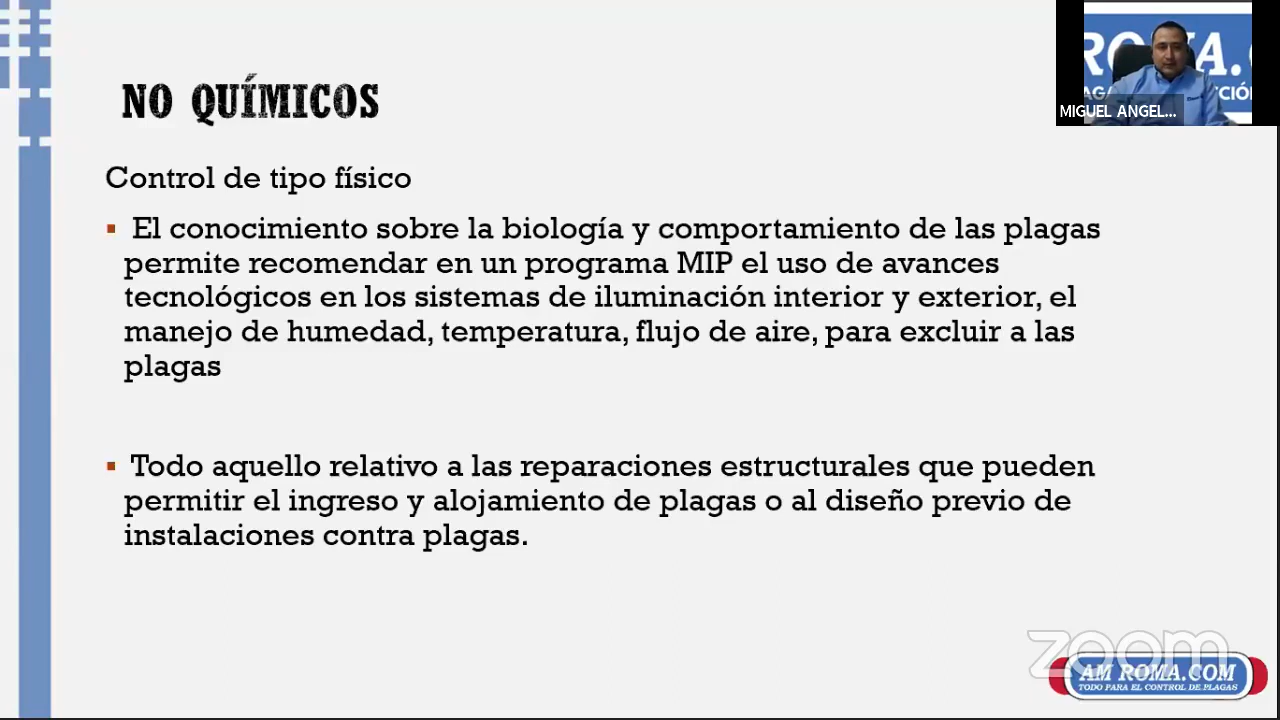 NO QUÍMICOS
Control de tipo físico
El conocimiento sobre la biología y comportamiento de las plagas
permite recomendar en un programa MIP el uso de avances
tecnológicos en los sistemas de iluminación interior y exterior, el
manejo de humedad, temperatura, flujo de aire, para excluir a las
plagas
Todo aquello relativo a las reparaciones estructurales que pueden
permitir el ingreso y alojamiento de plagas o al diseño previo de
instalaciones contra plagas.
MIGUEL ANGEL...
zoom
AM ROMA.COM
TODO PARA EL CONTROL DE PLAGAS